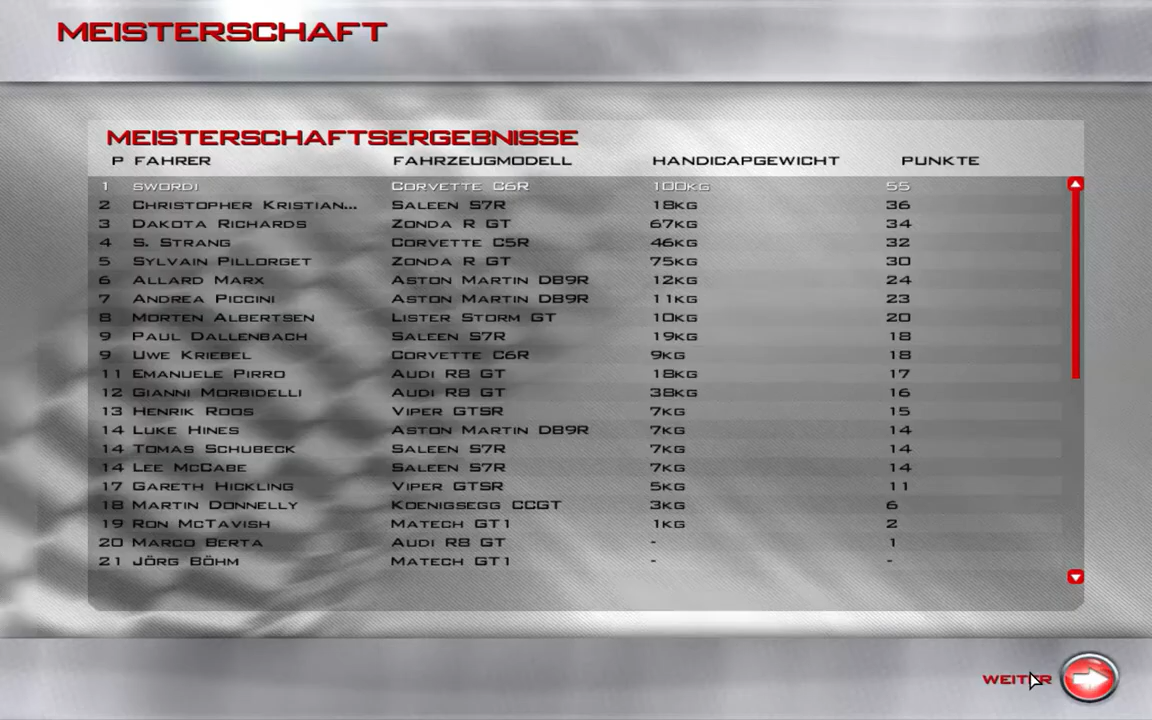 MEISTERSCHAFT
MEISTERSCHAFTSERGEBNISSE
P FAHRER FAHRZEUGMODELL HANDICAPGEWICHT PUNKTE
1 SWORDI CORVETTE C6R 100KG 55
2 CHRISTOPHER KRISTIAN... SALEEN S7R 18KG 36
3 DAKOTA RICHARDS ZONDA R GT 67KG 34
4 S. STRANG CORVETTE C5R 46KG 32
5 SYLVAIN PILLORGET ZONDA R GT 75KG 30
6 ALLARD MARX ASTON MARTIN DB9R 12KG 24
7 ANDREA PICCINI ASTON MARTIN DB9R 11KG 23
8 MORTEN ALBERTSEN LISTER STORM GT 10KG 20
9 PAUL DALLENBACH SALEEN S7R 19KG 18
9 UWE KRIEBEL CORVETTE C6R 9KG 18
11 EMANUELE PIRRO AUDI R8 GT 18KG 17
12 GIANNI MORBIDELLI AUDI R8 GT 38KG 16
13 HENRIK ROOS VIPER GTSR 7KG 15
14 LUKE HINES ASTON MARTIN DB9R 7KG 14
14 TOMAS SCHUBECK SALEEN S7R 7KG 14
14 LEE MCCABE SALEEN S7R 7KG 14
17 GARETH HICKLING VIPER GTSR 5KG 11
18 MARTIN DONNELLY KOENIGSEGG CCGT 3KG 6
19 RON MCTAVISH MATECH GT1 1KG 2
20 MARCO BERTA AUDI R8 GT - 1
21 JÖRG BÖHM MATECH GT1 - -
WEITER